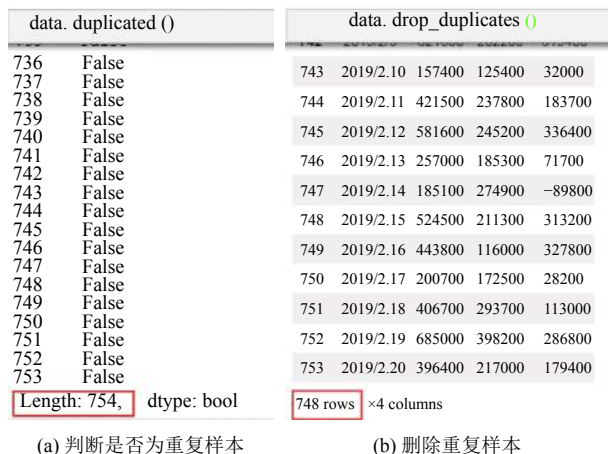 data. duplicated ()
736 False
737 False
738 False
739 False
740 False
741 False
742 False
743 False
744 False
745 False
746 False
747 False
748 False
749 False
750 False
751 False
752 False
753 False
Length: 754, dtype: bool
(a) 判断是否为重复样本
data. drop_duplicates ()
743 2019/2.10 157400 125400 32000
744 2019/2.11 421500 237800 183700
745 2019/2.12 581600 245200 336400
746 2019/2.13 257000 185300 71700
747 2019/2.14 185100 274900 −89800
748 2019/2.15 524500 211300 313200
749 2019/2.16 443800 116000 327800
750 2019/2.17 200700 172500 28200
751 2019/2.18 406700 293700 113000
752 2019/2.19 685000 398200 286800
753 2019/2.20 396400 217000 179400
748 rows ×4 columns
(b) 删除重复样本